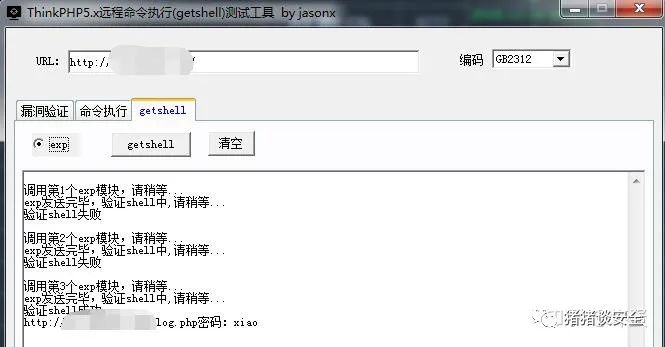 ThinkPHP5.x远程命令执行(getshell)测试工具 by jasonx
URL: http:/ /
编码 GB2312
漏洞验证 命令执行 getshell
exp getshell 清空
调用第1个exp模块，请稍等...
exp发送完毕，验证shell中,请稍等...
验证shell失败
调用第2个exp模块，请稍等...
exp发送完毕，验证shell中,请稍等...
验证shell失败
调用第3个exp模块，请稍等...
exp发送完毕，验证shell中,请稍等...
验证shell成功
http:/ log.php密码: xiao
猪猪谈安全